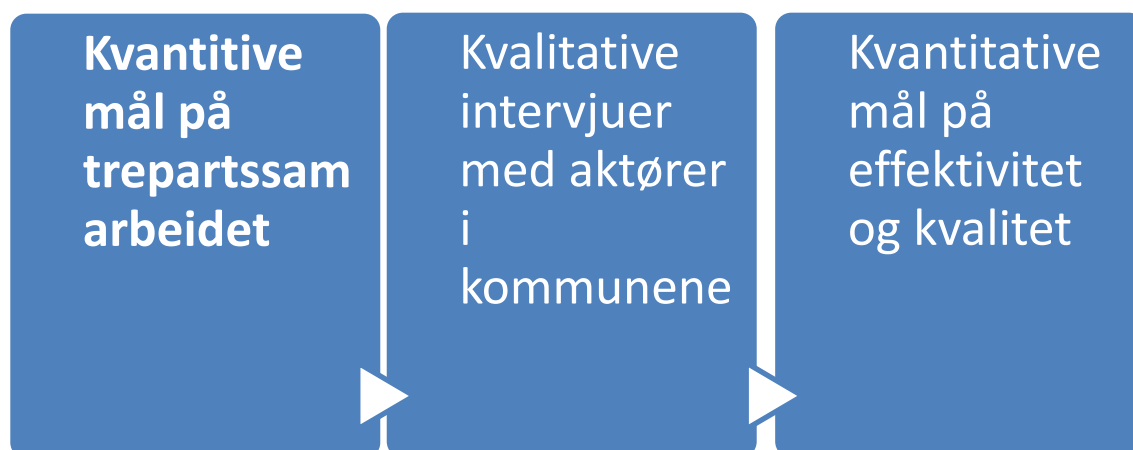 Kvantitive
mål på
trepartssam
arbeidet
Kvalitative
intervjuer
med aktører
i
kommunene
Kvantitative
mål på
effektivitet
og kvalitet